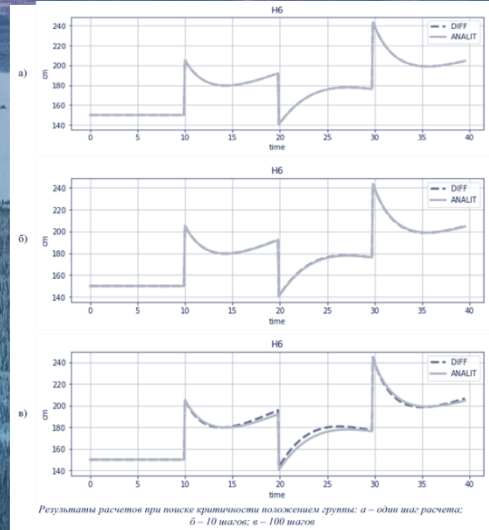 H6
240
220
200
180
160
140
cm
DIFF
ANALIT
а)
0 5 10 15 20 25 30 35 40
time
H6
240
220
200
180
160
140
cm
DIFF
ANALIT
б)
0 5 10 15 20 25 30 35 40
time
H6
240
220
200
180
160
140
cm
DIFF
ANALIT
в)
0 5 10 15 20 25 30 35 40
time
Результаты расчетов при поиске критичности положением группы: а – один шаг расчета;
б – 10 шагов; в – 100 шагов